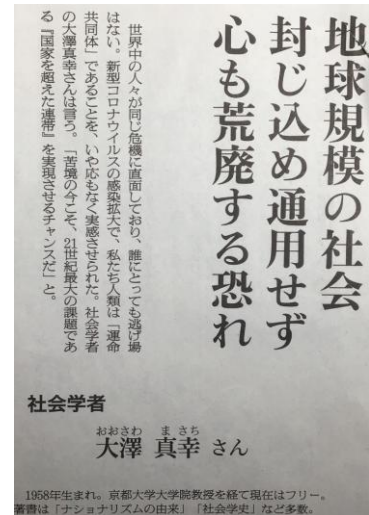 地球規模の社会
封じ込め通用せず
心も荒廃する恐れ
世界中の人々が同じ危機に直面しており、誰にとっても逃げ場
はない。新型コロナウイルスの感染拡大で、私たち人類は「運命
共同体」であることを、いや応もなく実感させられた。社会学者
の大澤真幸さんは言う。「苦境の今こそ、21世紀最大の課題であ
る『国家を超えた連帯』を実現させるチャンスだ」と。
社会学者
おおさわ まさち
大澤 真幸 さん
1958年生まれ。京都大学大学院教授を経て現在はフリー。
著書は「ナショナリズムの由来」「社会学史」など多数。